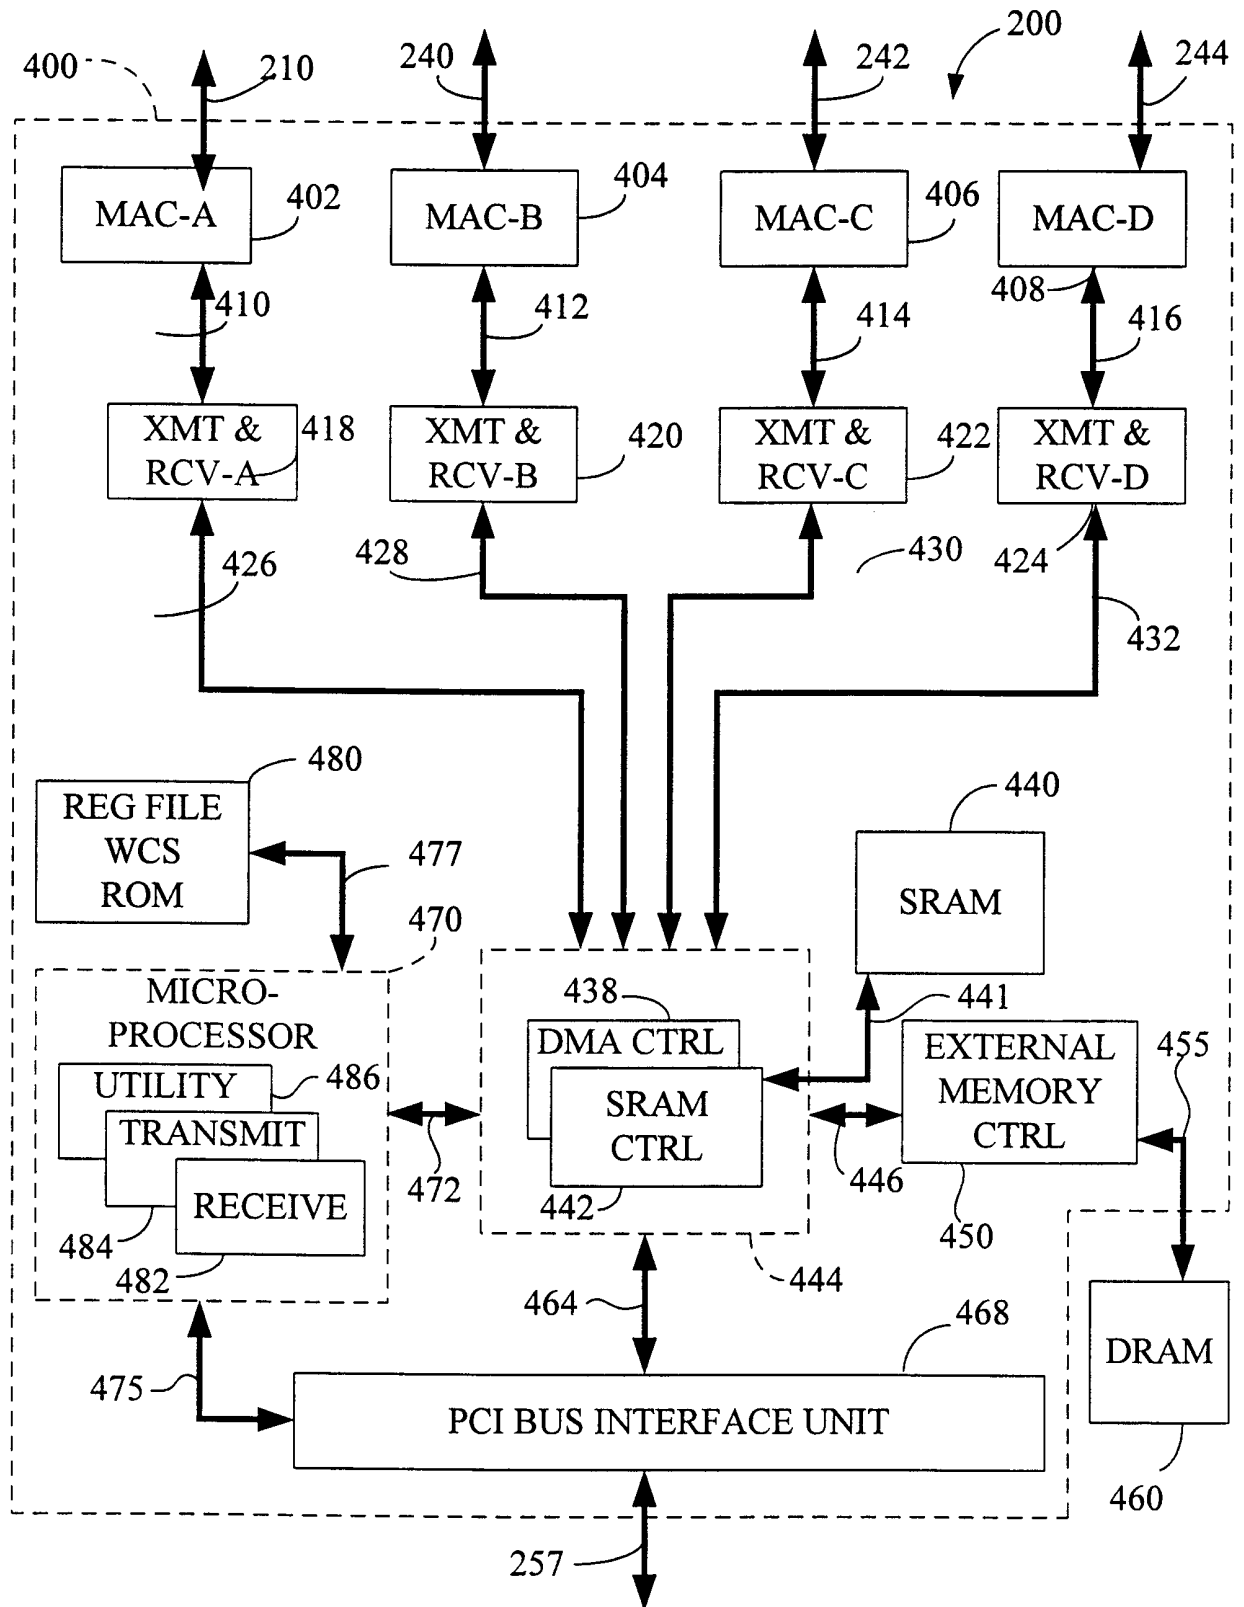 200
400
210
240
242
244
MAC-A
402
MAC-B
404
MAC-C
406
MAC-D
408
410
412
414
416
XMT &
RCV-A
418
XMT &
RCV-B
420
XMT &
RCV-C
422
XMT &
RCV-D
424
426
428
430
432
480
REG FILE
WCS
ROM
477
470
440
SRAM
441
MICRO-
PROCESSOR
UTILITY
486
TRANSMIT
484
RECEIVE
482
472
438
DMA CTRL
SRAM
CTRL
442
444
446
EXTERNAL
MEMORY
CTRL
450
455
464
468
475
PCI BUS INTERFACE UNIT
DRAM
460
257